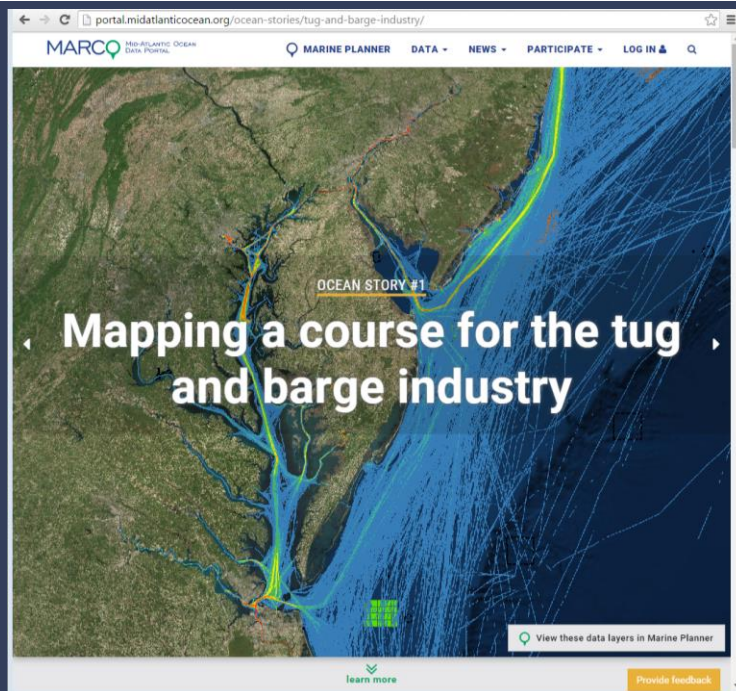 portal.midatlanticocean.org/ocean-stories/tug-and-barge-industry/
MARCO MID-ATLANTIC OCEAN
DATA PORTAL
MARINE PLANNER DATA NEWS PARTICIPATE LOG IN
OCEAN STORY #1
Mapping a course for the tug
and barge industry
View these data layers in Marine Planner
learn more
Provide feedback